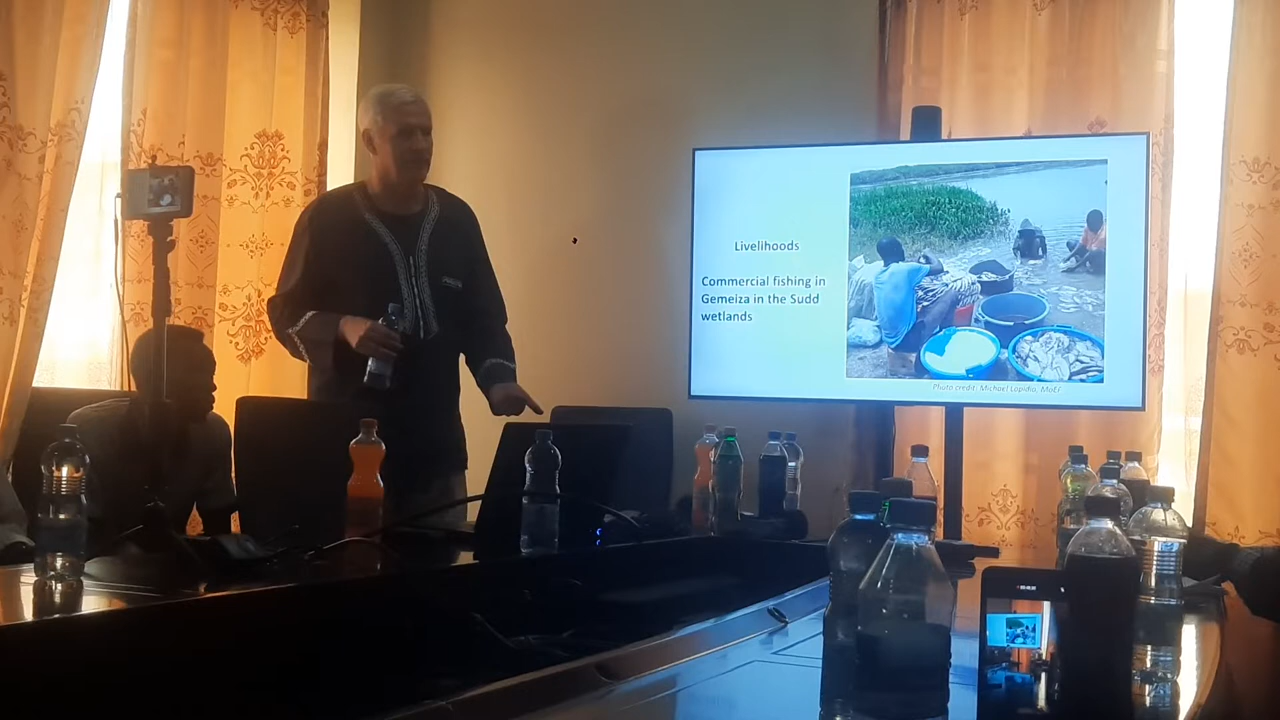 Livelihoods
Commercial fishing in
Gemeiza in the Sudd
wetlands
Photo credit: Michael Lopidia, MoEF